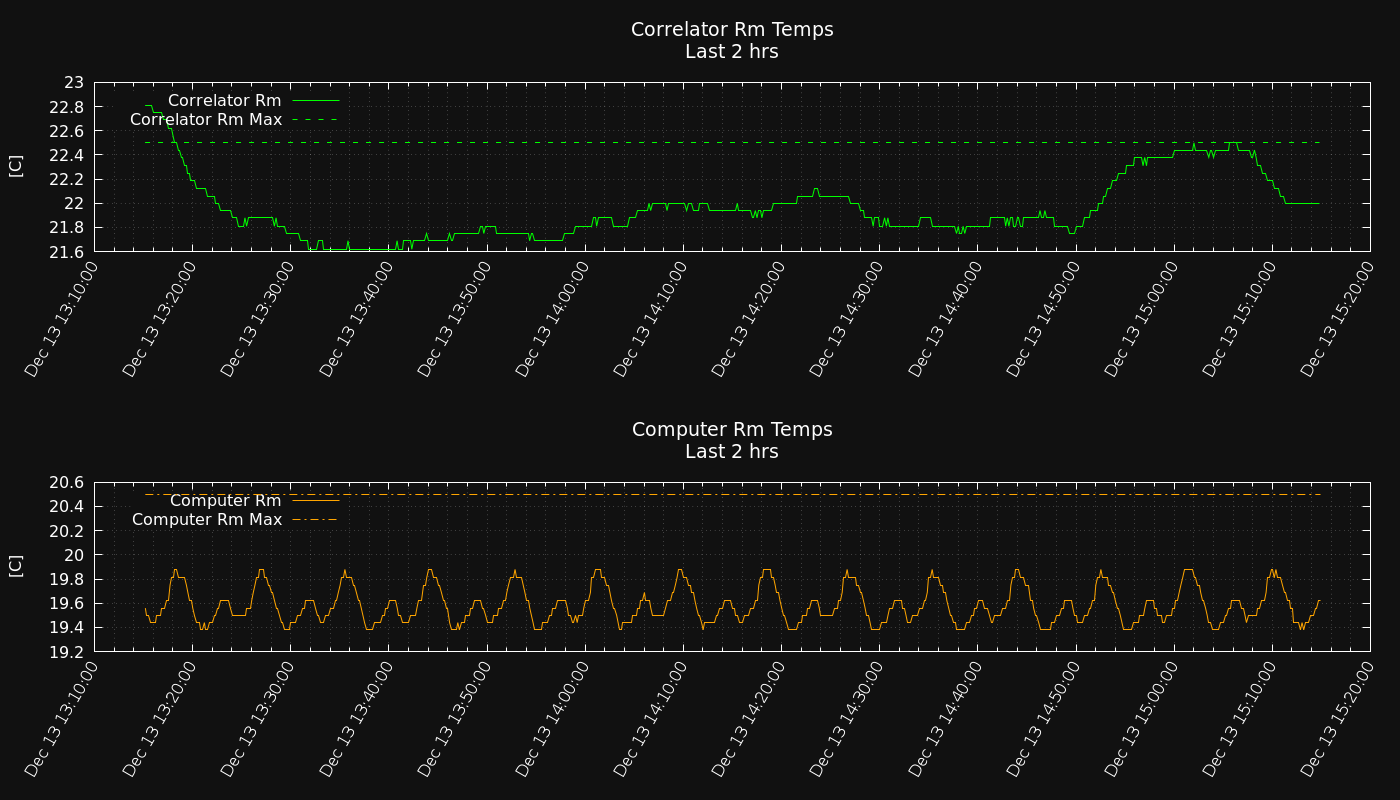 Correlator Rm Temps
Last 2 hrs
23
22.8
22.6
22.4
22.2
22
21.8
21.6
[C]
Correlator Rm
Correlator Rm Max
Dec 13 13:10:00
Dec 13 13:20:00
Dec 13 13:30:00
Dec 13 13:40:00
Dec 13 13:50:00
Dec 13 14:00:00
Dec 13 14:10:00
Dec 13 14:20:00
Dec 13 14:30:00
Dec 13 14:40:00
Dec 13 14:50:00
Dec 13 15:00:00
Dec 13 15:10:00
Dec 13 15:20:00
Computer Rm Temps
Last 2 hrs
20.6
20.4
20.2
20
19.8
19.6
19.4
19.2
[C]
Computer Rm
Computer Rm Max
Dec 13 13:10:00
Dec 13 13:20:00
Dec 13 13:30:00
Dec 13 13:40:00
Dec 13 13:50:00
Dec 13 14:00:00
Dec 13 14:10:00
Dec 13 14:20:00
Dec 13 14:30:00
Dec 13 14:40:00
Dec 13 14:50:00
Dec 13 15:00:00
Dec 13 15:10:00
Dec 13 15:20:00